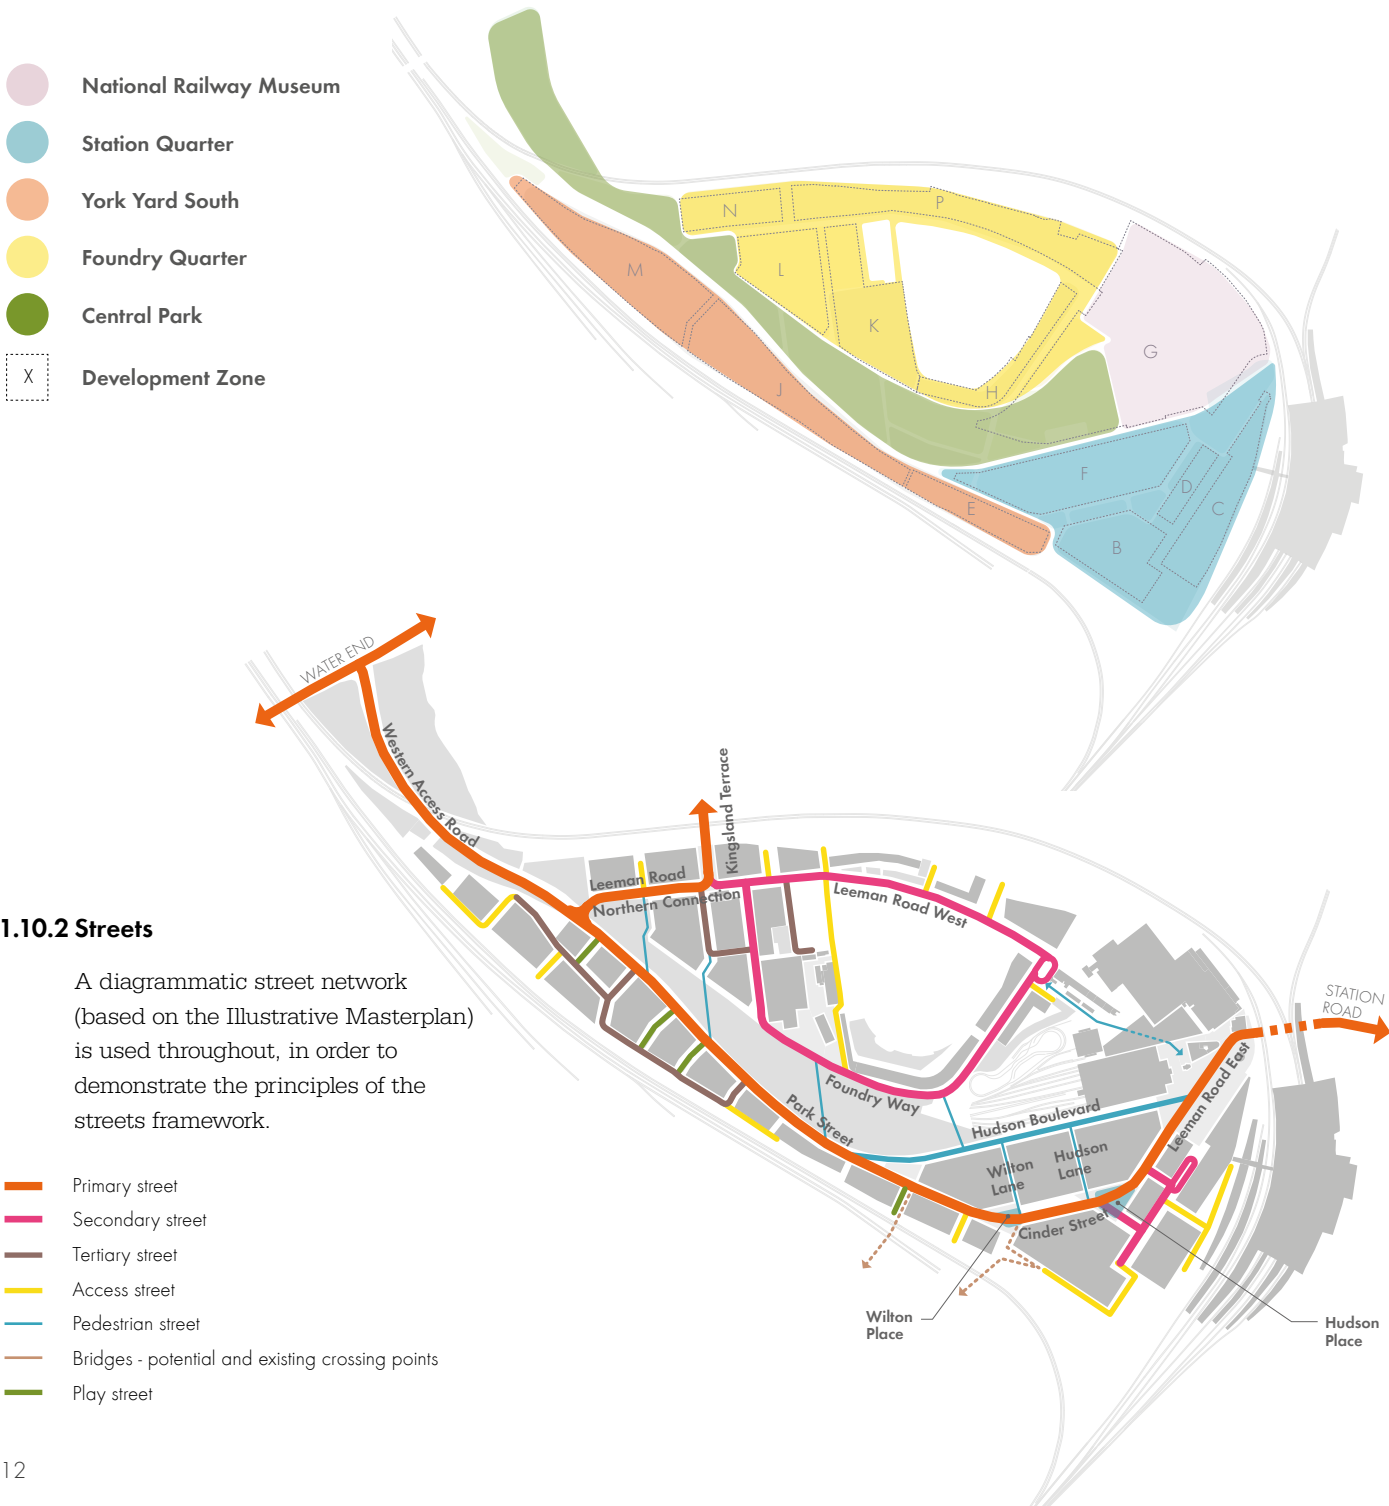 National Railway Museum
Station Quarter
York Yard South
Foundry Quarter
Central Park
X
Development Zone
N
P
M
L
K
G
J
H
F
E
D
C
B
WATER END
Western Access Road
Kingsland Terrace
Leeman Road
Northern Connection
Leeman Road West
STATION
ROAD
Leeman Road East
Foundry Way
Park Street
Hudson Boulevard
Wilton
Lane
Hudson
Lane
Cinder Street
Wilton
Place
Hudson
Place
1.10.2 Streets
A diagrammatic street network
(based on the Illustrative Masterplan)
is used throughout, in order to
demonstrate the principles of the
streets framework.
Primary street
Secondary street
Tertiary street
Access street
Pedestrian street
Bridges - potential and existing crossing points
Play street
12